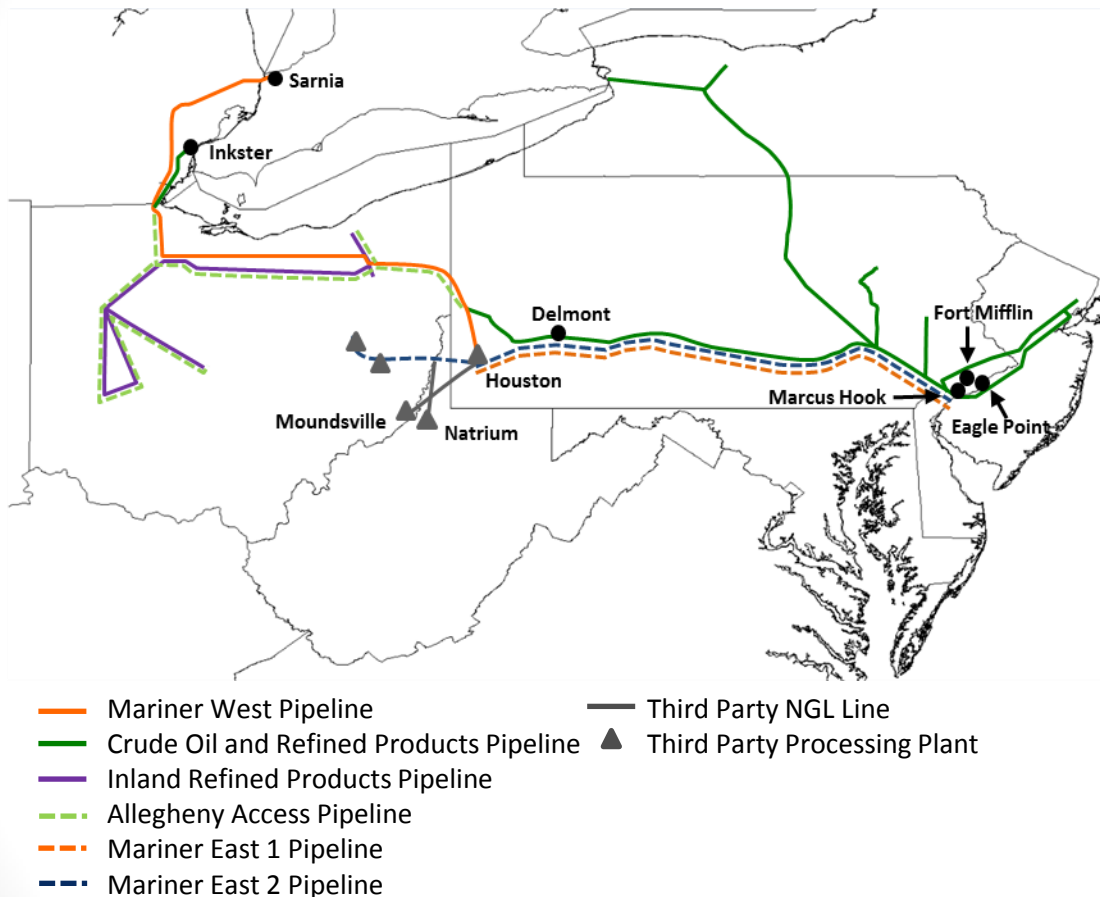 Sarnia
Inkster
Delmont
Fort Mifflin
Houston
Marcus Hook
Moundsville
Natrium
Eagle Point
Mariner West Pipeline
Crude Oil and Refined Products Pipeline
Inland Refined Products Pipeline
Allegheny Access Pipeline
Mariner East 1 Pipeline
Mariner East 2 Pipeline
Third Party NGL Line
Third Party Processing Plant